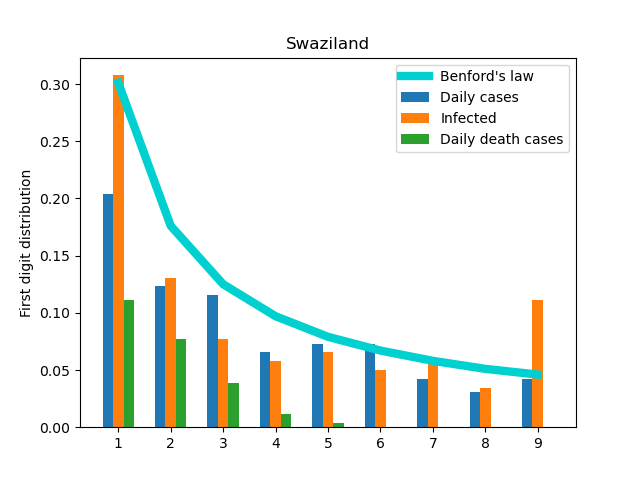 Swaziland
Benford's law
Daily cases
Infected
Daily death cases
First digit distribution
0.30
0.25
0.20
0.15
0.10
0.05
0.00
1 2 3 4 5 6 7 8 9